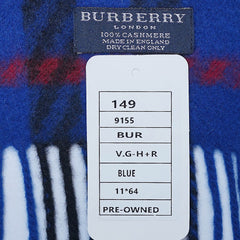 BURBERRY
LONDON
100% CASHMERE
MADE IN ENGLAND
DRY CLEAN ONLY
149
9155
BUR
V.G-H+R
BLUE
11*64
PRE-OWNED